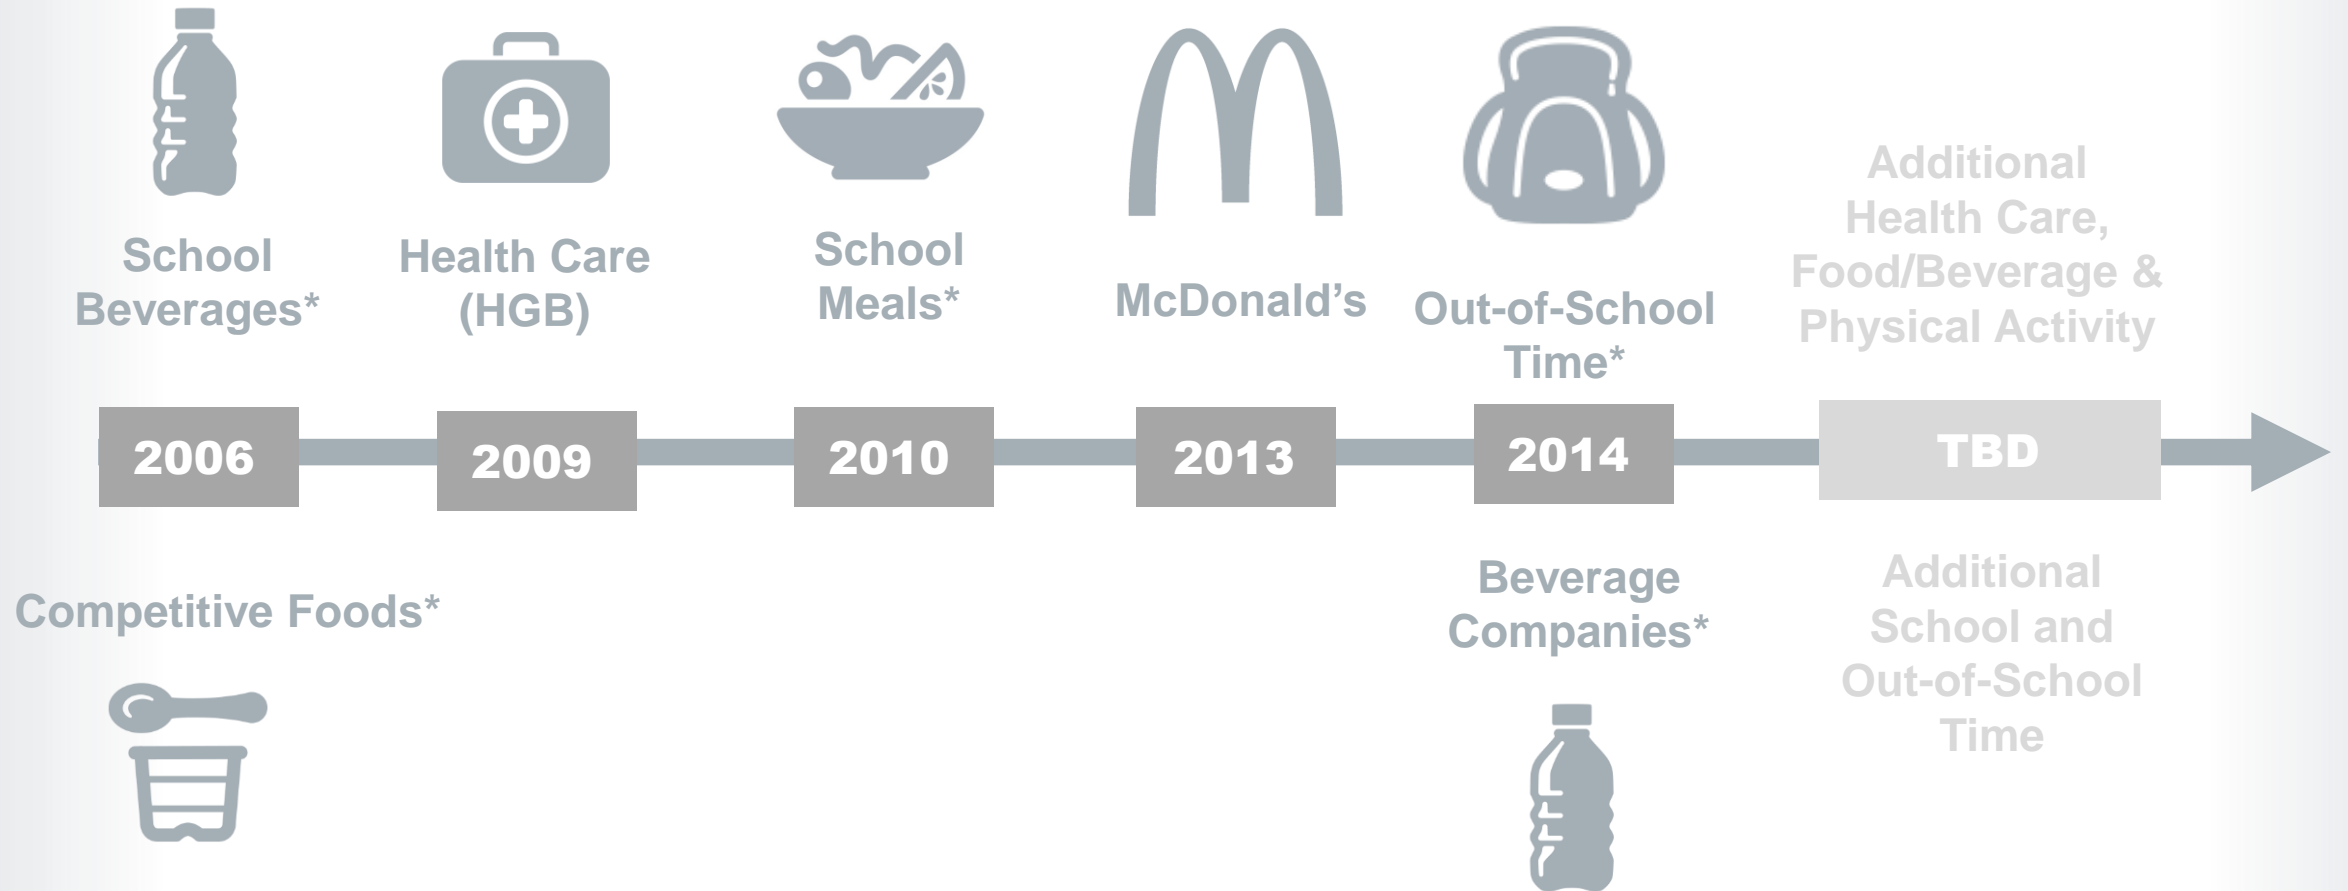 School
Beverages*
Health Care
(HGB)
School
Meals*
McDonald’s
Out-of-School
Time*
Additional
Health Care,
Food/Beverage &
Physical Activity
2006
2009
2010
2013
2014
TBD
Competitive Foods*
Beverage
Companies*
Additional
School and
Out-of-School
Time